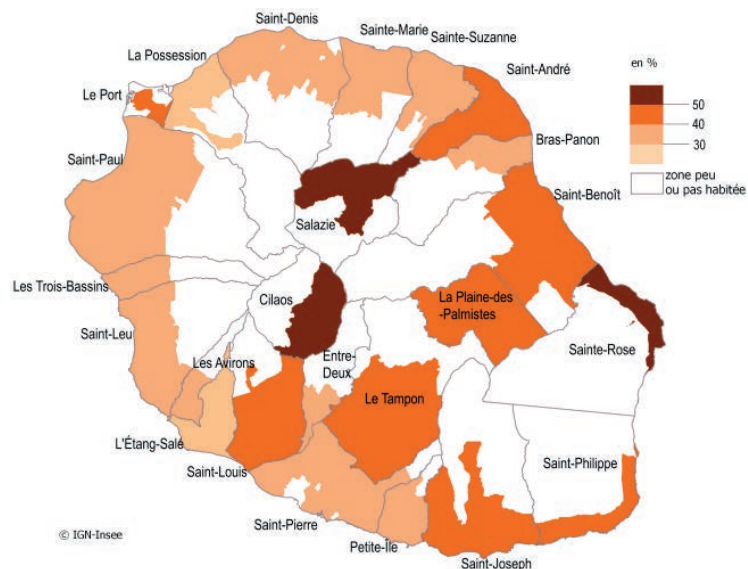 Saint-Denis
Sainte-Marie
Sainte-Suzanne
La Possession
Saint-André
Le Port
en %
50
40
30
Bras-Panon
Saint-Paul
zone peu
ou pas habitée
Saint-Benoît
Salazie
Les Trois-Bassins
Cilaos
La Plaine-des
-Palmistes
Saint-Leu
Sainte-Rose
Les Avirons
Entre-
Deux
Le Tampon
L'Étang-Salé
Saint-Philippe
Saint-Louis
Saint-Pierre
© IGN-Insee
Petite-Île
Saint-Joseph